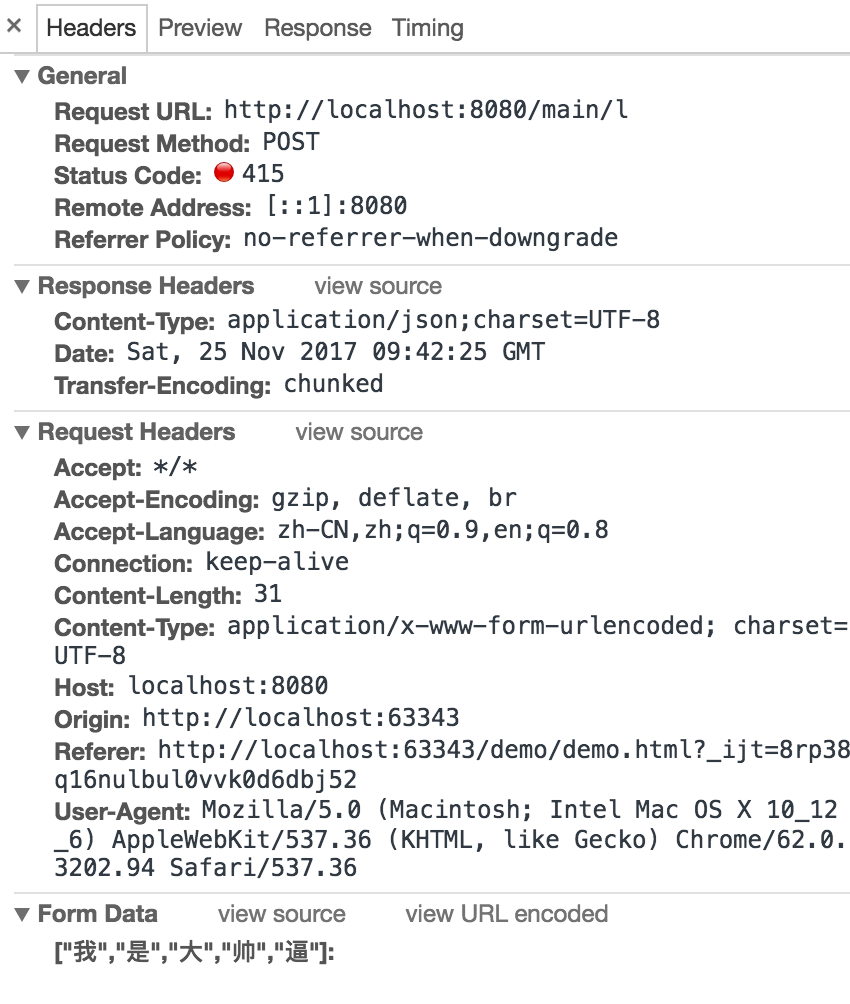 × Headers Preview Response Timing
▼ General
Request URL: http://localhost:8080/main/l
Request Method: POST
Status Code: 415
Remote Address: [::1]:8080
Referrer Policy: no-referrer-when-downgrade
▼ Response Headers view source
Content-Type: application/json;charset=UTF-8
Date: Sat, 25 Nov 2017 09:42:25 GMT
Transfer-Encoding: chunked
▼ Request Headers view source
Accept: */*
Accept-Encoding: gzip, deflate, br
Accept-Language: zh-CN,zh;q=0.9,en;q=0.8
Connection: keep-alive
Content-Length: 31
Content-Type: application/x-www-form-urlencoded; charset=
UTF-8
Host: localhost:8080
Origin: http://localhost:63343
Referer: http://localhost:63343/demo/demo.html?_ijt=8rp38
q16nulbul0vvk0d6dbj52
User-Agent: Mozilla/5.0 (Macintosh; Intel Mac OS X 10_12
_6) AppleWebKit/537.36 (KHTML, like Gecko) Chrome/62.0.
3202.94 Safari/537.36
▼ Form Data view source view URL encoded
["我","是","大","帅","逼"]: